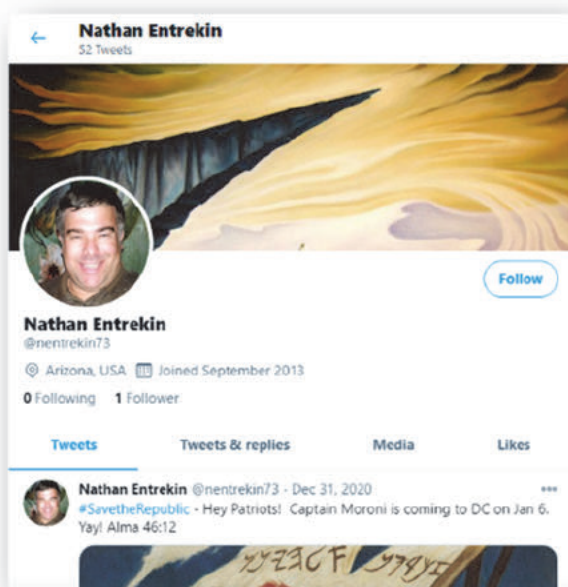 Nathan Entrekin
52 Tweets
Follow
Nathan Entrekin
@nentrekin73
Arizona, USA Joined September 2013
0 Following 1 Follower
Tweets Tweets & replies Media Likes
Nathan Entrekin @nentrekin73 - Dec 31, 2020
#SavetheRepublic - Hey Patriots! Captain Moroni is coming to DC on Jan 6.
Yay! Alma 46:12